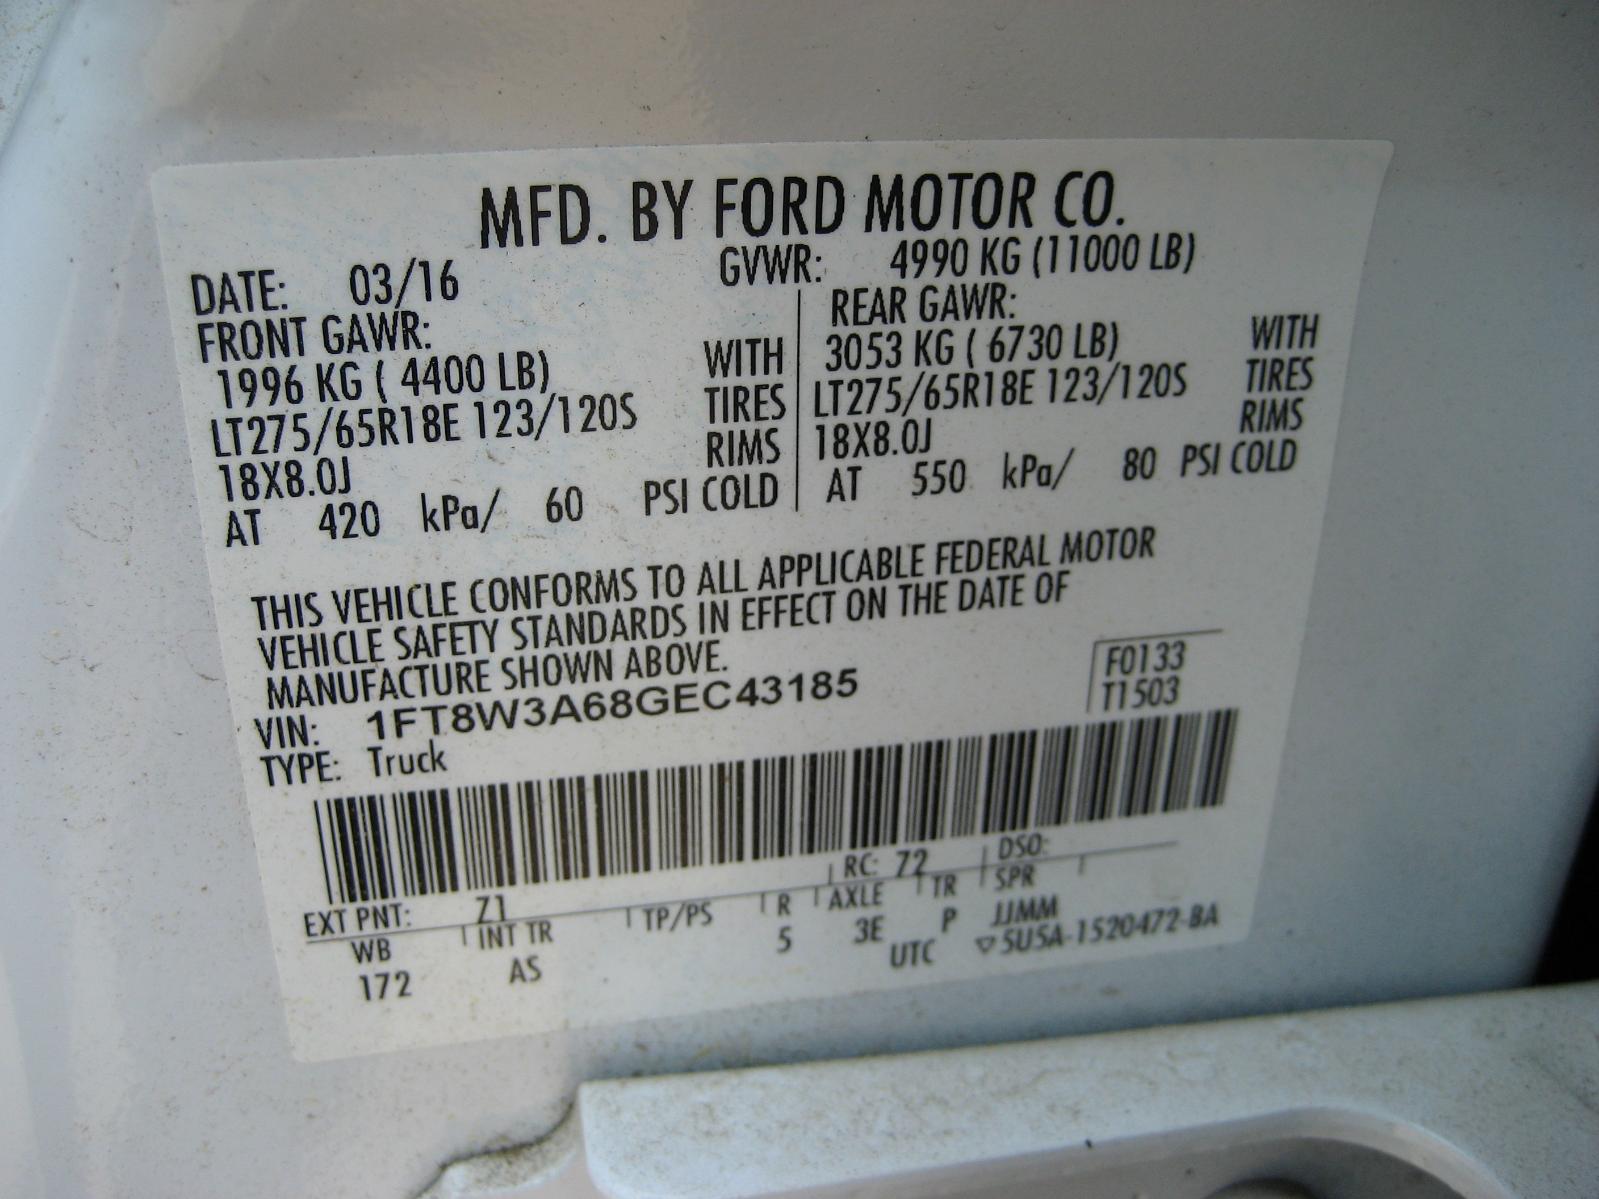 MFD. BY FORD MOTOR CO.
DATE: 03/16 GVWR: 4990 KG (11000 LB)
FRONT GAWR: REAR GAWR:
1996 KG ( 4400 LB) WITH 3053 KG ( 6730 LB) WITH
LT275/65R18E 123/120S TIRES LT275/65R18E 123/120S TIRES
18X8.0J RIMS 18X8.0J RIMS
AT 420 kPa/ 60 PSI COLD AT 550 kPa/ 80 PSI COLD
THIS VEHICLE CONFORMS TO ALL APPLICABLE FEDERAL MOTOR
VEHICLE SAFETY STANDARDS IN EFFECT ON THE DATE OF
MANUFACTURE SHOWN ABOVE.
F0133
T1503
VIN: 1FT8W3A68GEC43185
TYPE: Truck
EXT PNT: Z1 RC: 72 DSO:
WB INT TR TP/PS R AXLE TR SPR
172 AS 5 3E P JJMM
UTC ▽5U5A-1520472-BA